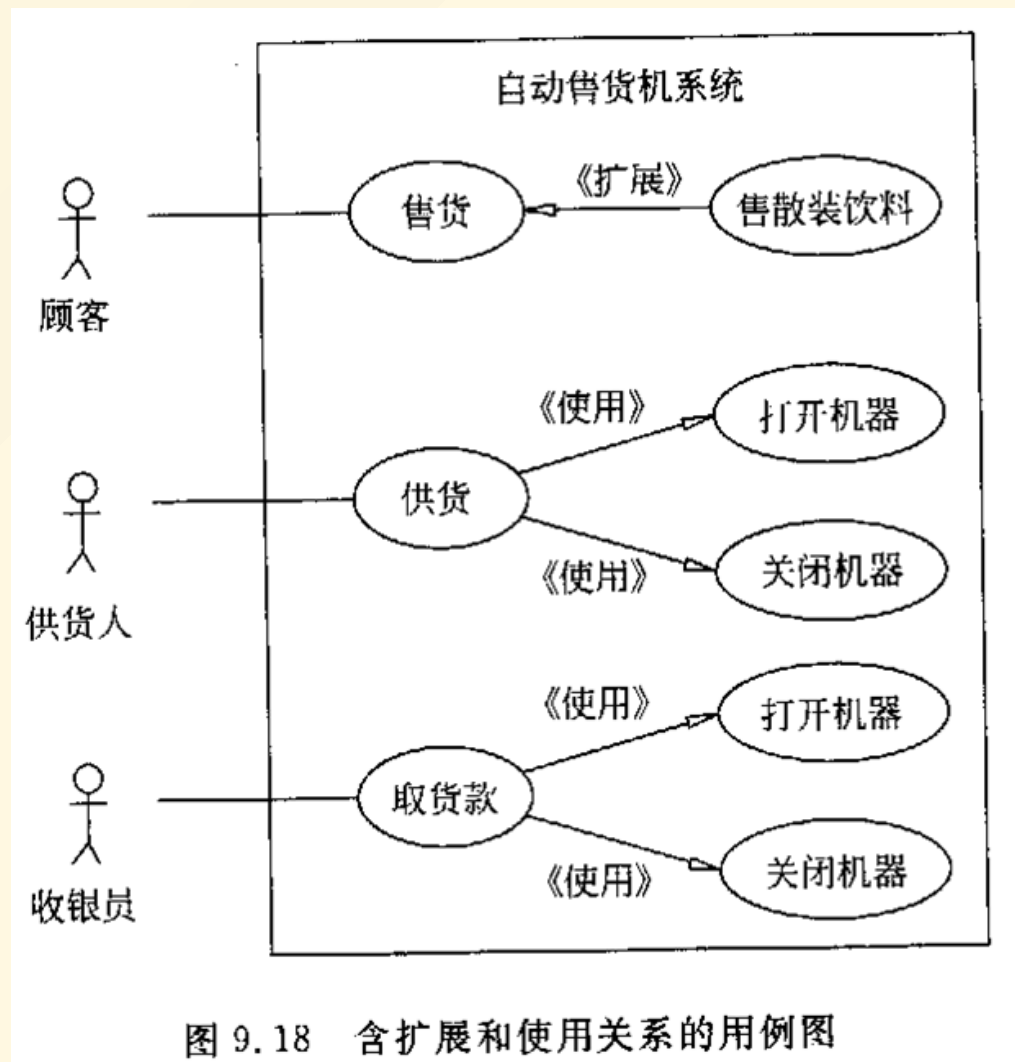 自动售货机系统
售货
《扩展》
售散装饮料
顾客
《使用》
打开机器
供货
《使用》
关闭机器
供货人
《使用》
打开机器
取货款
《使用》
关闭机器
收银员
图 9.18 含扩展和使用关系的用例图